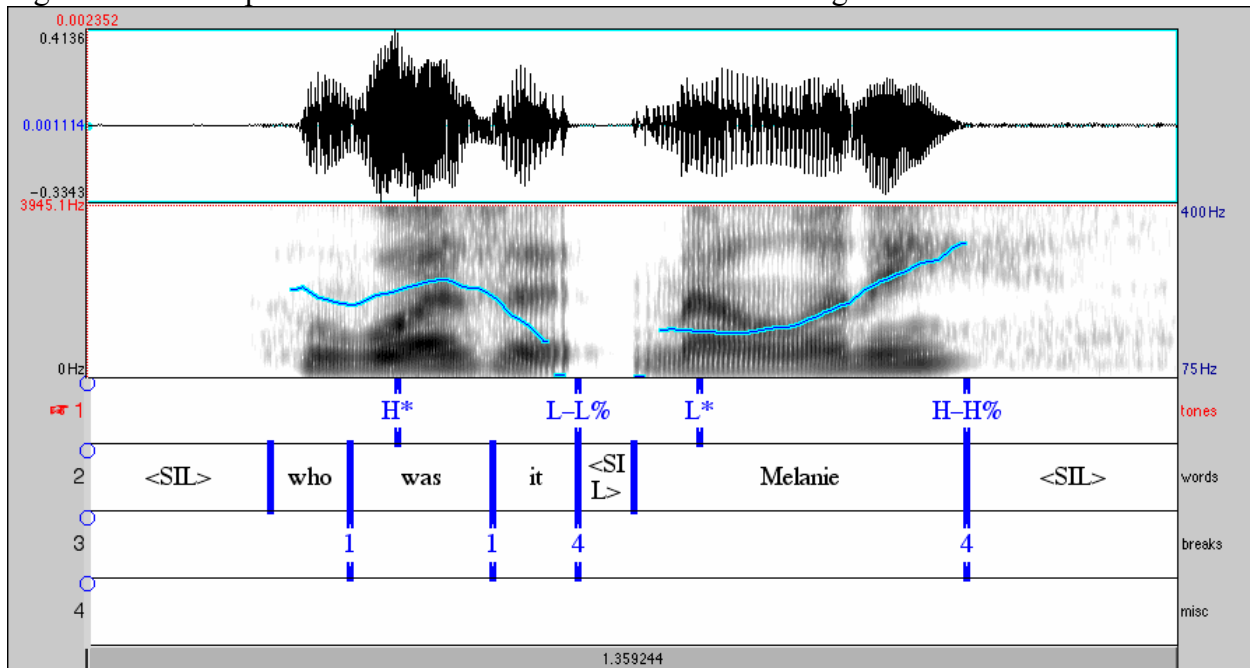 0.002352
0.4136
0.001114
−0.3343
3945.1Hz
400Hz
0Hz
75Hz
1 H* L–L% L* H–H% tones
2 <SIL> who was it <SI
L> Melanie <SIL> words
3 1 1 4 4 breaks
4 misc
1.359244